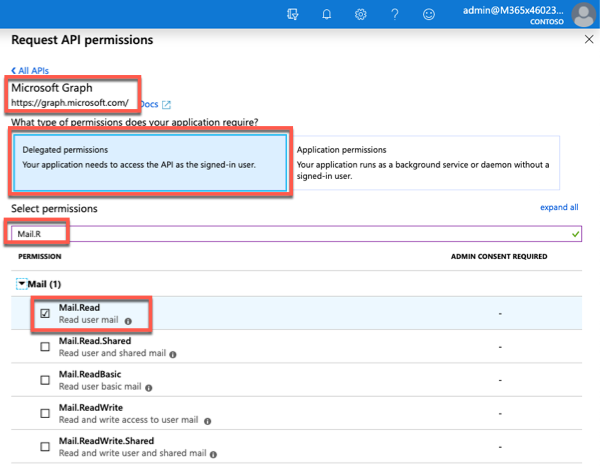 admin@M365x46023...
CONTOSO
Request API permissions
All APIs
Microsoft Graph
https://graph.microsoft.com/ Docs
What type of permissions does your application require?
Delegated permissions
Your application needs to access the API as the signed-in user.
Application permissions
Your application runs as a background service or daemon without a
signed-in user.
Select permissions
expand all
Mail.R
PERMISSION
ADMIN CONSENT REQUIRED
Mail (1)
Mail.Read
Read user mail
-
Mail.Read.Shared
Read user and shared mail
-
Mail.ReadBasic
Read user basic mail
-
Mail.ReadWrite
Read and write access to user mail
-
Mail.ReadWrite.Shared
Read and write user and shared mail
-